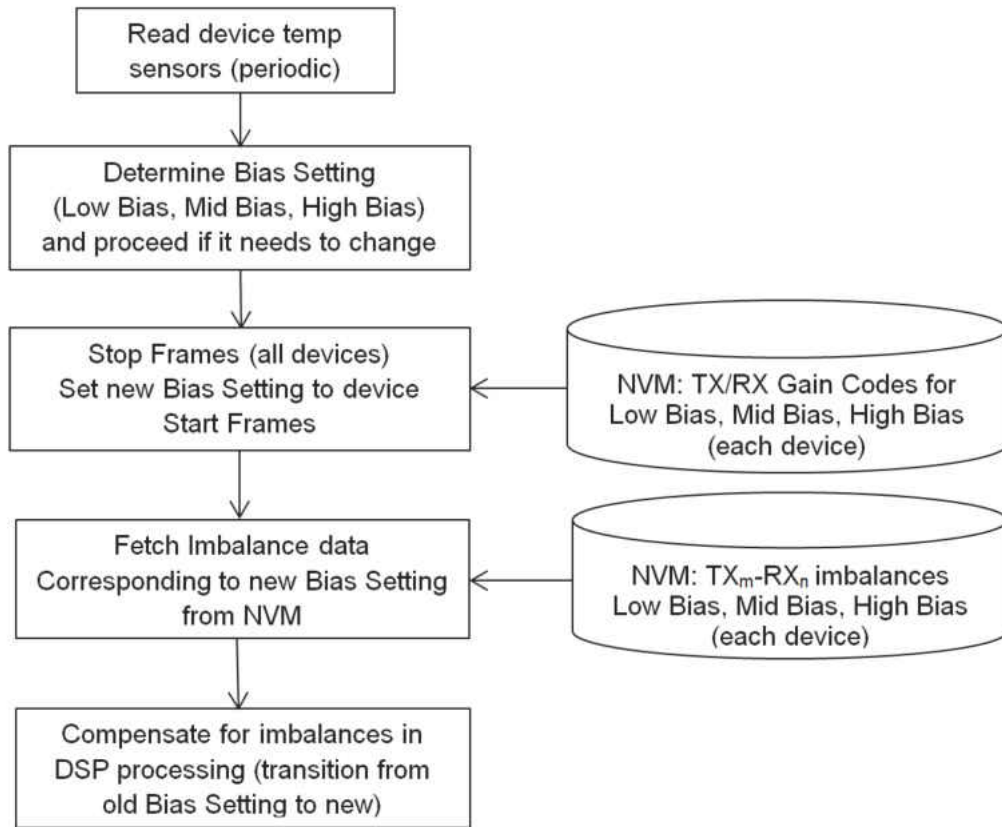 Read device temp
sensors (periodic)
Determine Bias Setting
(Low Bias, Mid Bias, High Bias)
and proceed if it needs to change
Stop Frames (all devices)
Set new Bias Setting to device
Start Frames
NVM: TX/RX Gain Codes for
Low Bias, Mid Bias, High Bias
(each device)
Fetch Imbalance data
Corresponding to new Bias Setting
from NVM
NVM: TXₘ-RXₙ imbalances
Low Bias, Mid Bias, High Bias
(each device)
Compensate for imbalances in
DSP processing (transition from
old Bias Setting to new)